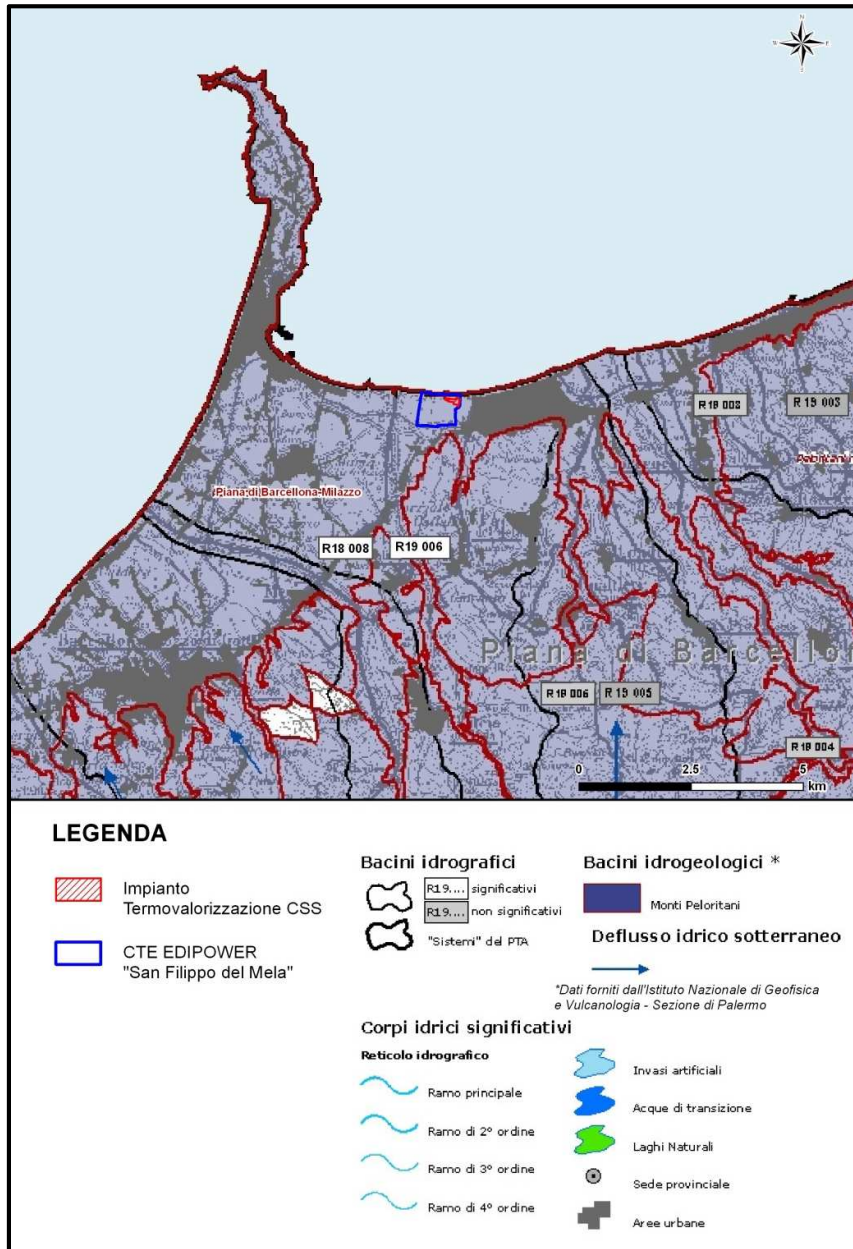 Piana di Barcellona-Milazzo
R18 008
R19 006
R19 003
R18 006
R 19 005
R18 004
Piana di Barcellon
0 2.5 5
km
LEGENDA
Impianto
Termovalorizzazione CSS
CTE EDIPOWER
"San Filippo del Mela"
Bacini idrografici
R19.... significativi
R19.... non significativi
"Sistemi" del PTA
Bacini idrogeologici *
Monti Peloritani
Deflusso idrico sotterraneo
*Dati forniti dall'Istituto Nazionale di Geofisica
e Vulcanologia - Sezione di Palermo
Corpi idrici significativi
Reticolo idrografico
Ramo principale
Ramo di 2° ordine
Ramo di 3° ordine
Ramo di 4° ordine
Invasi artificiali
Acque di transizione
Laghi Naturali
Sede provinciale
Aree urbane